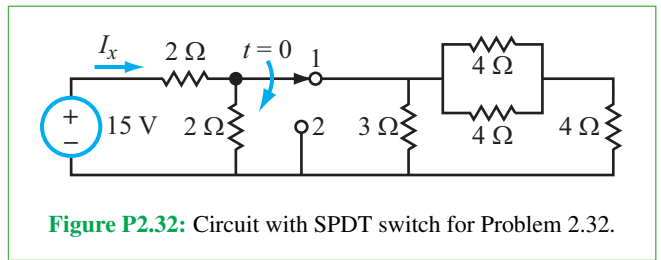 Ix 2 Ω t = 0 1
4 Ω
+ 15 V 2 Ω 2 3 Ω 4 Ω 4 Ω
−
Figure P2.32: Circuit with SPDT switch for Problem 2.32.